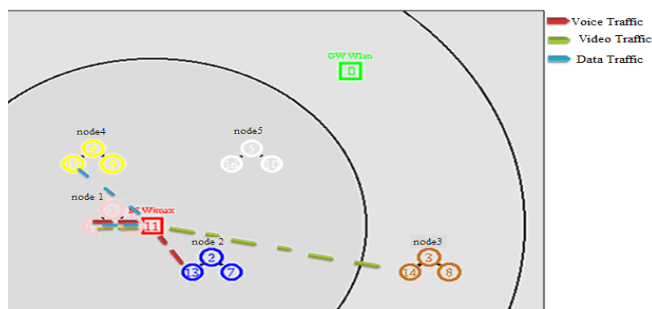 Voice Traffic
GW Wlan
Video Traffic
0
Data Traffic
node4
node5
5
node 1
11
node 2
node3
2
3
13
7
14
8